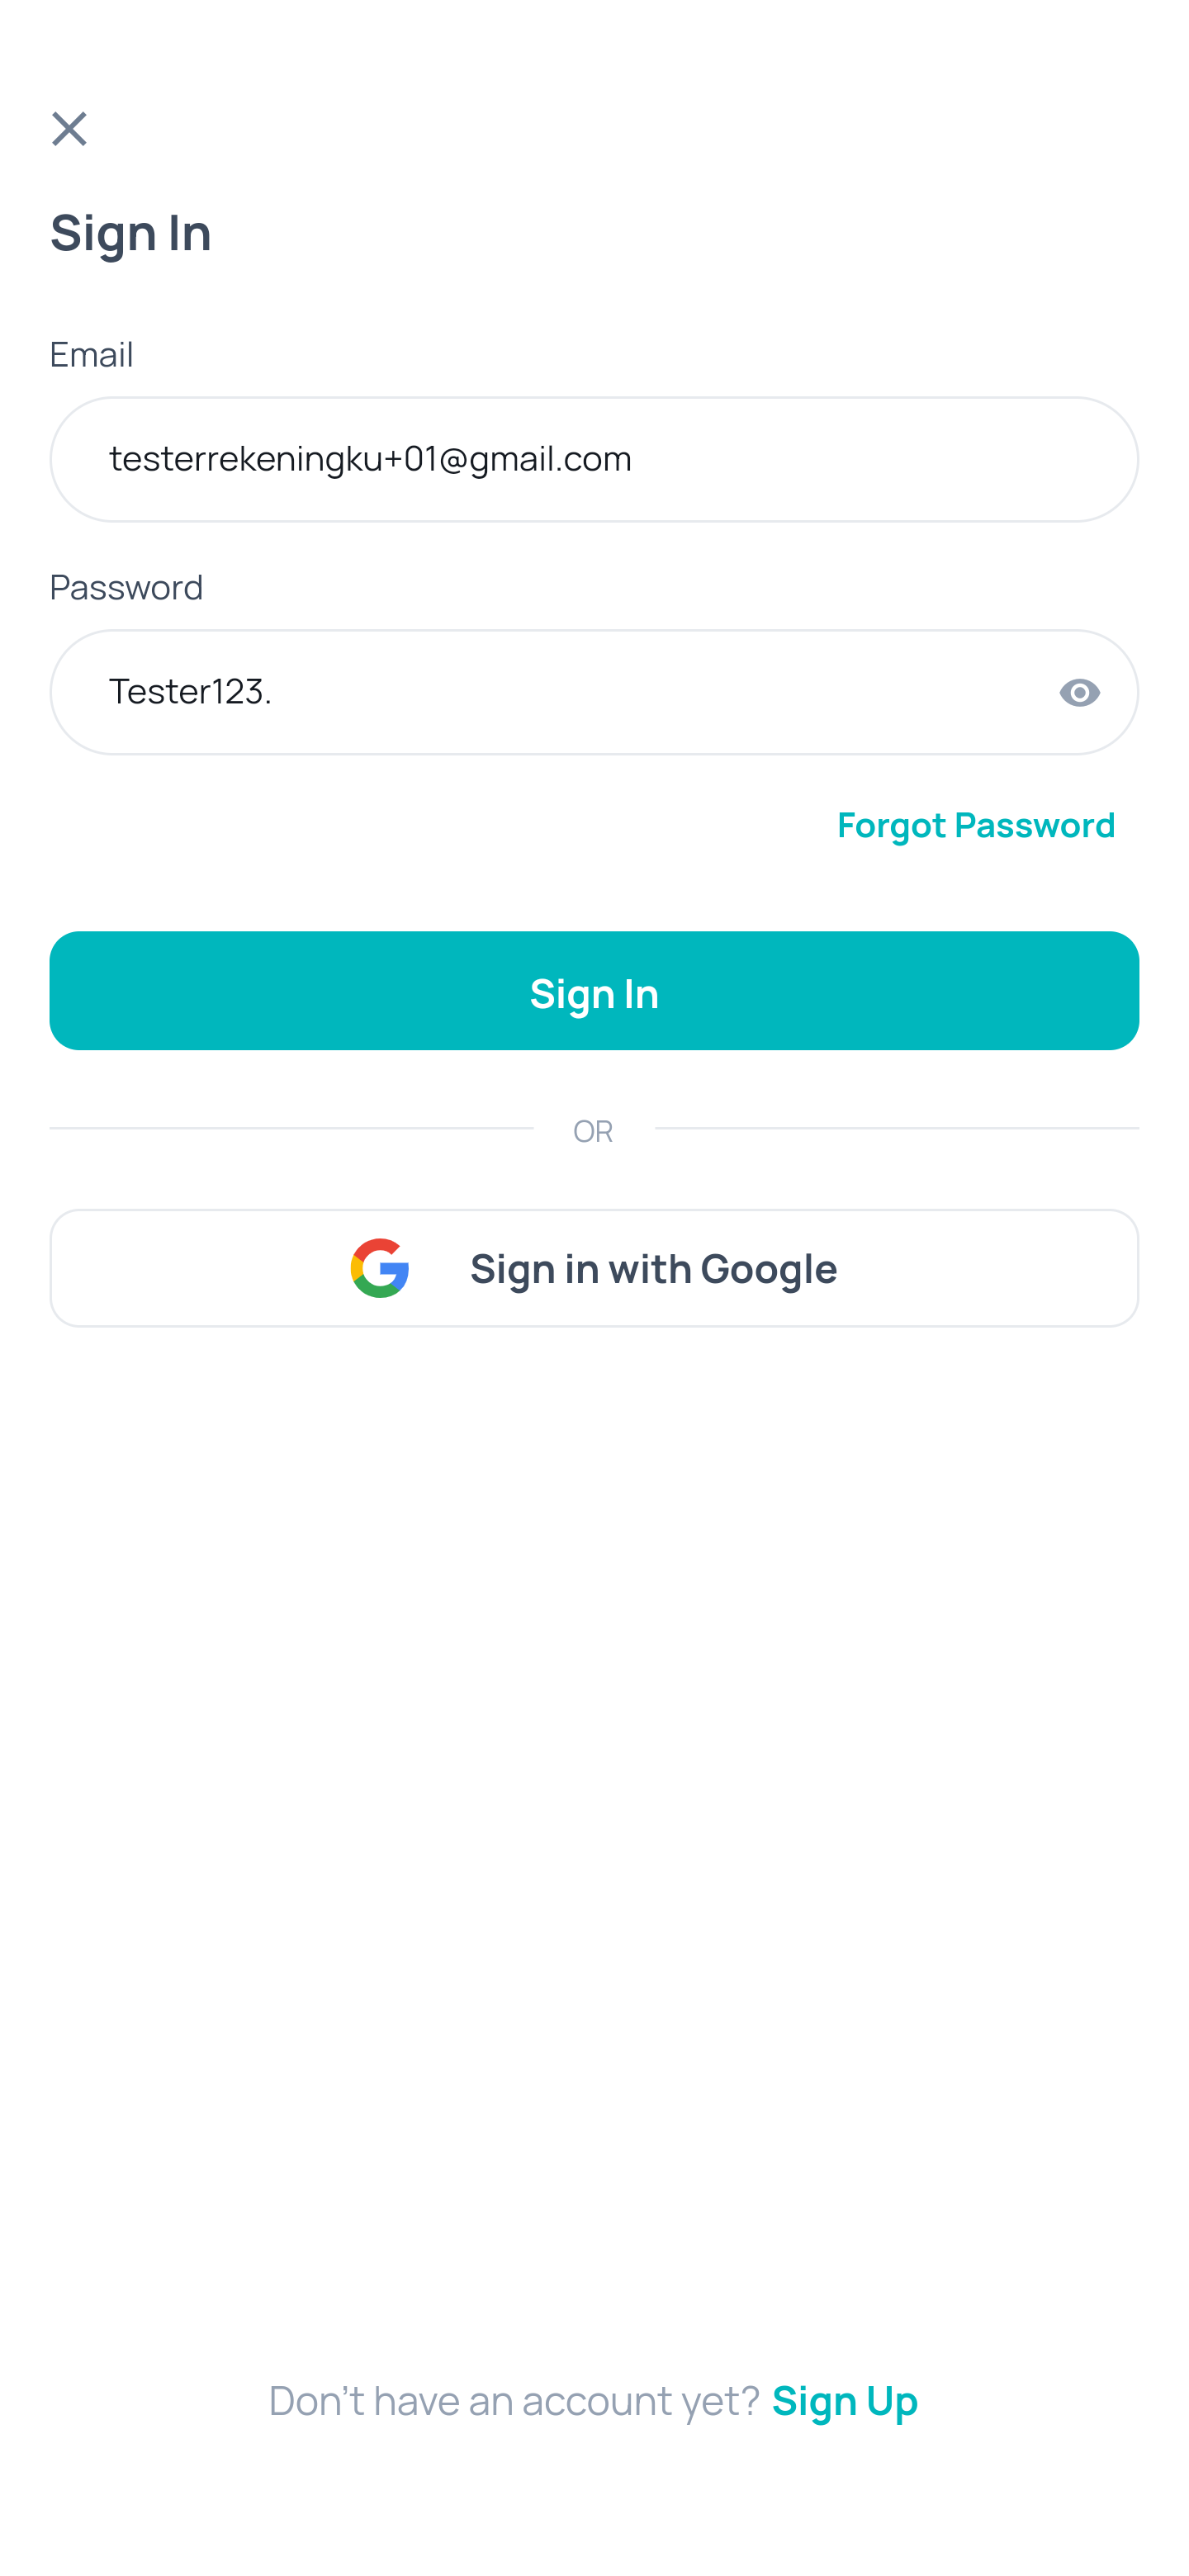 Sign In
Email
testerrekeningku+01@gmail.com
Password
Tester123.
Forgot Password
Sign In
OR
Sign in with Google
Don't have an account yet? Sign Up